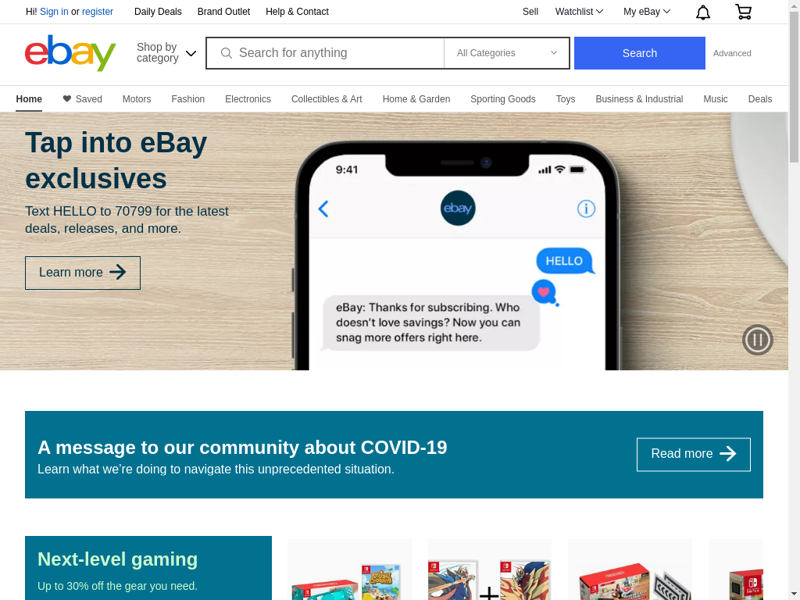 Hi! Sign in or register
Daily Deals
Brand Outlet
Help & Contact
Sell
Watchlist
My eBay
ebay
Shop by
category
Search for anything
All Categories
Search
Advanced
Home
Saved
Motors
Fashion
Electronics
Collectibles & Art
Home & Garden
Sporting Goods
Toys
Business & Industrial
Music
Deals
Tap into eBay
exclusives
Text HELLO to 70799 for the latest
deals, releases, and more.
Learn more
9:41
ebay
HELLO
eBay: Thanks for subscribing. Who
doesn't love savings? Now you can
snag more offers right here.
A message to our community about COVID-19
Learn what we're doing to navigate this unprecedented situation.
Read more
Next-level gaming
Up to 30% off the gear you need.